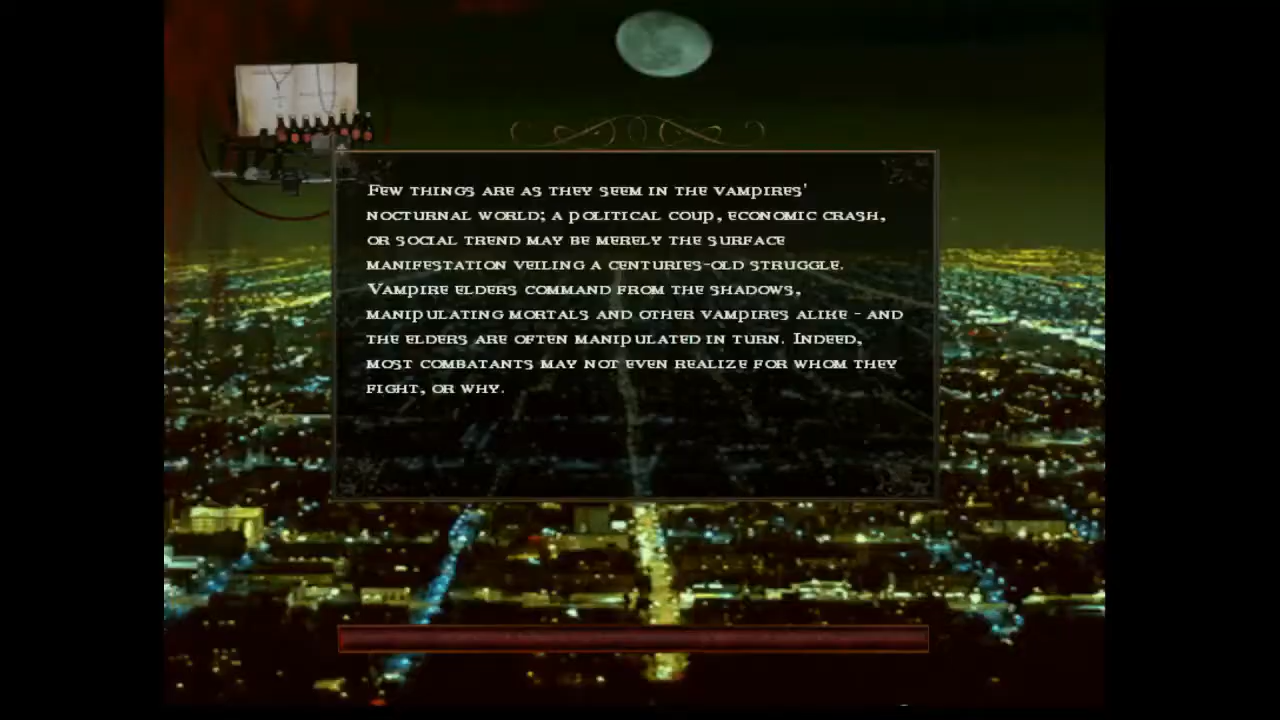 Few things are as they seem in the vampires'
nocturnal world; a political coup, economic crash,
or social trend may be merely the surface
manifestation veiling a centuries-old struggle.
Vampire elders command from the shadows,
manipulating mortals and other vampires alike - and
the elders are often manipulated in turn. Indeed,
most combatants may not even realize for whom they
fight, or why.